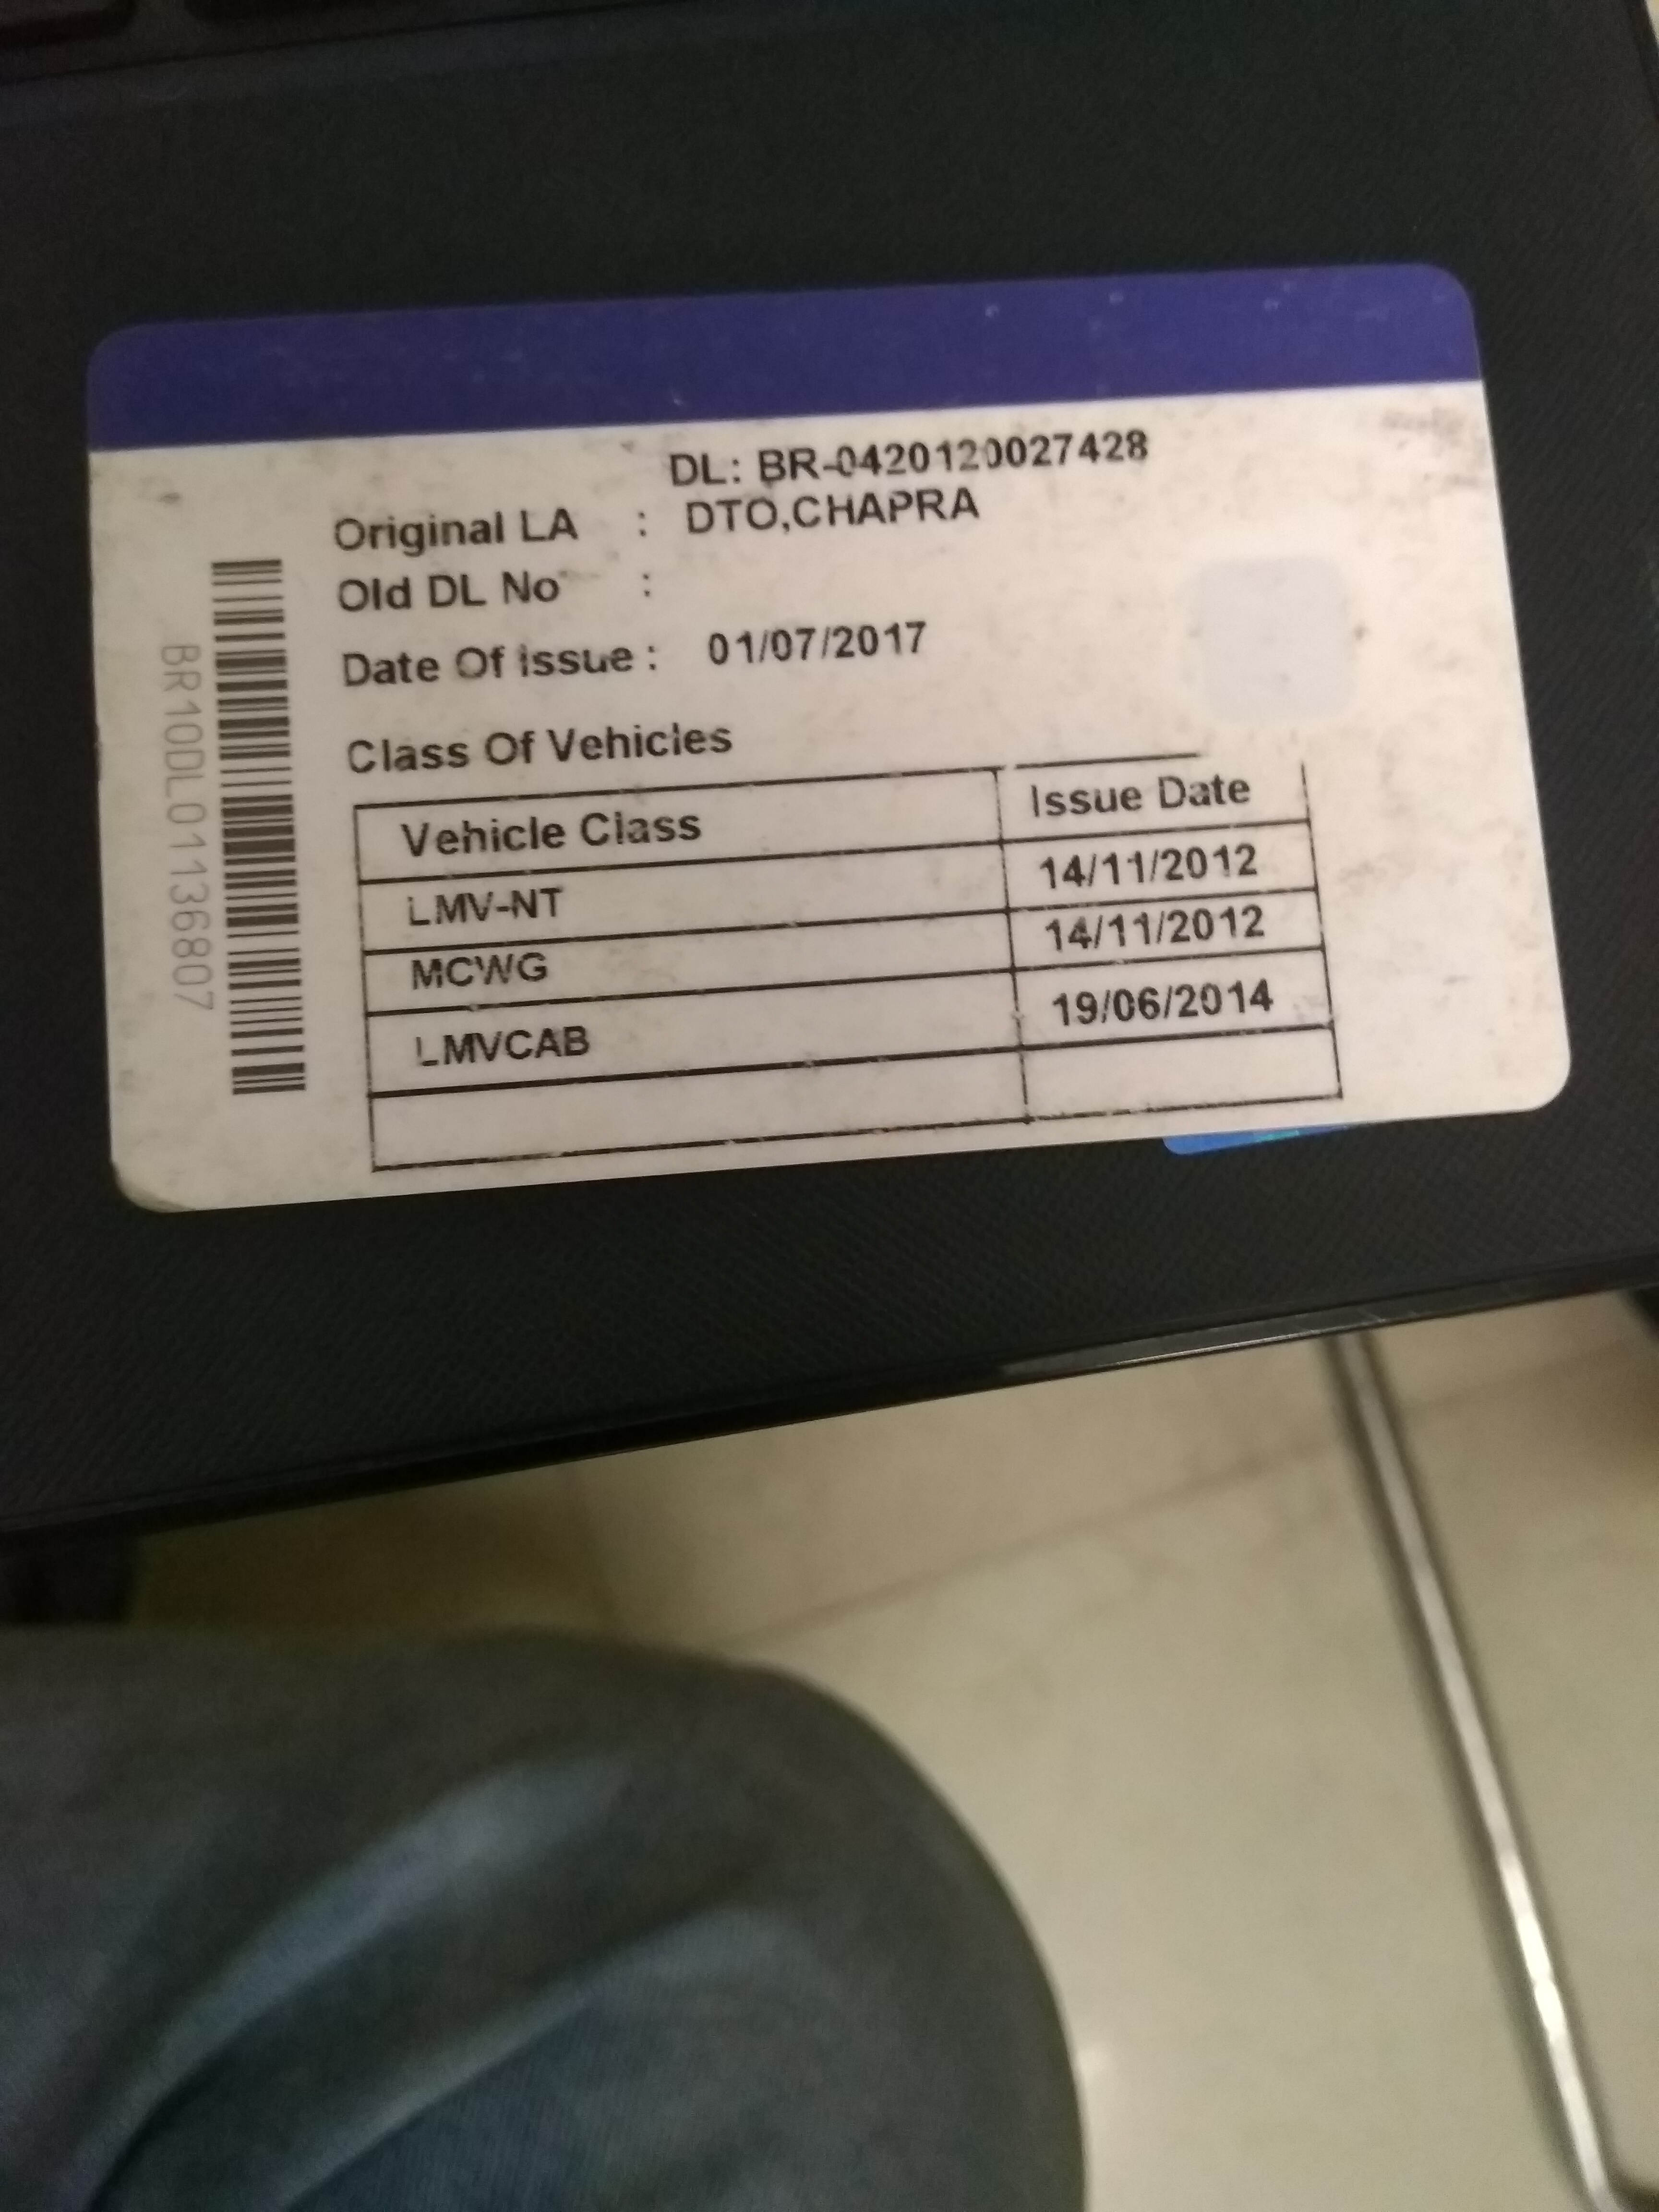 DL: BR-0420120027428
Original LA : DTO,CHAPRA
Old DL No :
Date Of Issue : 01/07/2017
Class Of Vehicles
Vehicle Class Issue Date
LMV-NT 14/11/2012
MCWG 14/11/2012
LMVCAB 19/06/2014
BR10DL01136807